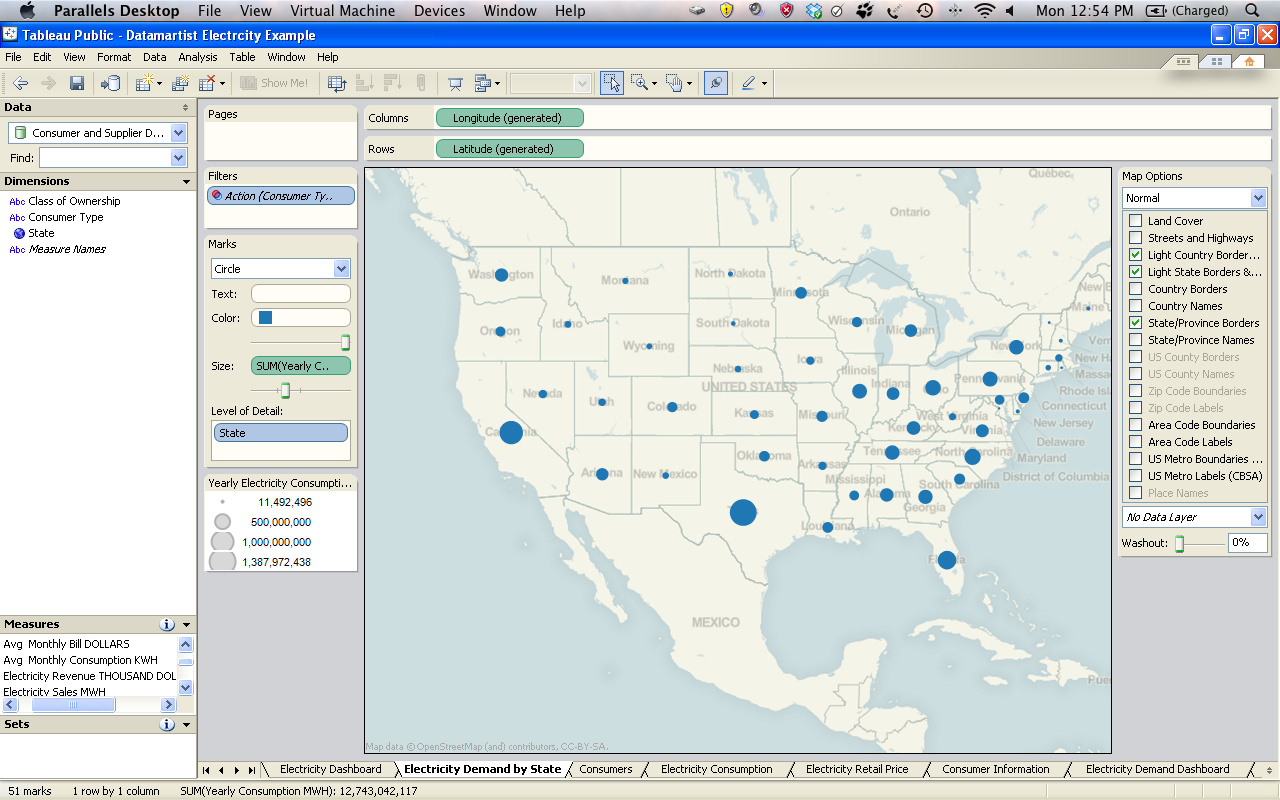 Parallels Desktop File View Virtual Machine Devices Window Help Mon 12:54 PM (Charged)
Tableau Public - Datamartist Electrcity Example
File Edit View Format Data Analysis Table Window Help
Show Me!
Data
Consumer and Supplier D...
Find:
Dimensions
Abc Class of Ownership
Abc Consumer Type
State
Abc Measure Names
Measures
Avg Monthly Bill DOLLARS
Avg Monthly Consumption KWH
Electricity Revenue THOUSAND DOL
Electricity Sales MWH
Sets
Pages
Filters
Action (Consumer Ty..
Marks
Circle
Text:
Color:
Size:
SUM(Yearly C..
Level of Detail:
State
Yearly Electricity Consumpti...
11,492,496
500,000,000
1,000,000,000
1,387,972,438
Columns Longitude (generated)
Rows Latitude (generated)
Québec
Ontario
Washington
Montana
North Dakota
Minnesota
New B
Maine
Oregon
Idaho
South Dakota
Wisconsin
Michigan
Wyoming
New York
Verm
New H
Iowa
Nebraska
Illinois
Indiana
Ohio
Pennsylvania
Massa
UNITED STATES
Rhode Isl
Nevada
Utah
Colorado
Kansas
Missouri
West Virginia
Connecticut
New Jersey
Kentucky
Virginia
California
Delaware
Tennessee
North Carolina
Maryland
Oklahoma
Arkansas
Arizona
New Mexico
District of Columbia
Mississippi
Alabama
South Carolina
Georgia
Louisiana
Florida
MEXICO
Pue
Map data © OpenStreetMap (and) contributors, CC-BY-SA.
Map Options
Normal
Land Cover
Streets and Highways
Light Country Border...
Light State Borders &...
Country Borders
Country Names
State/Province Borders
State/Province Names
US County Borders
US County Names
Zip Code Boundaries
Zip Code Labels
Area Code Boundaries
Area Code Labels
US Metro Boundaries ...
US Metro Labels (CBSA)
Place Names
No Data Layer
Washout: 0%
Electricity Dashboard Electricity Demand by State Consumers Electricity Consumption Electricity Retail Price Consumer Information Electricity Demand Dashboard
51 marks 1 row by 1 column SUM(Yearly Consumption MWH): 12,743,042,117